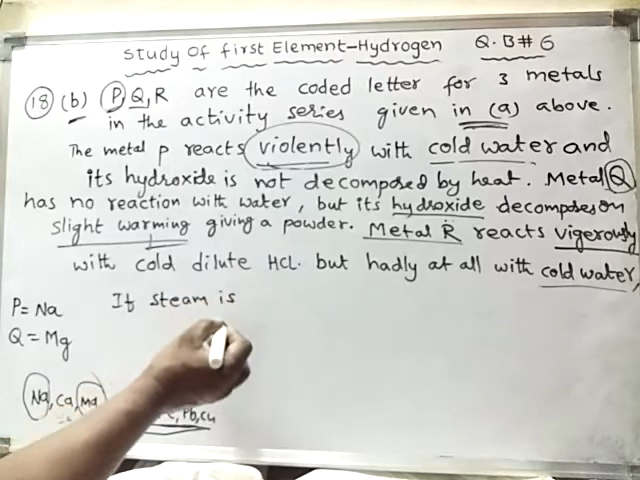 Study Of first Element-Hydrogen Q.B#6
18 (b) P, Q, R are the coded letter for 3 metals
in the activity series given in (a) above.
The metal p reacts violently with cold water and
its hydroxide is not decomposed by heat. Metal Q
has no reaction with water, but its hydroxide decomposes on
slight warming giving a powder. Metal R reacts vigerously
with cold dilute HCl. but hadly at all with cold water,
P = Na If steam is
Q = Mg
Na, Ca, Mg Pb, Cu